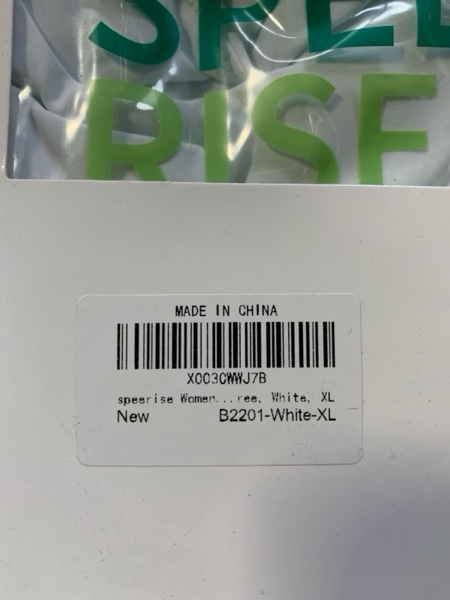 SPEE
RISE
MADE IN CHINA
X003CWWJ7B
speerise Women...ree, White, XL
New B2201-White-XL